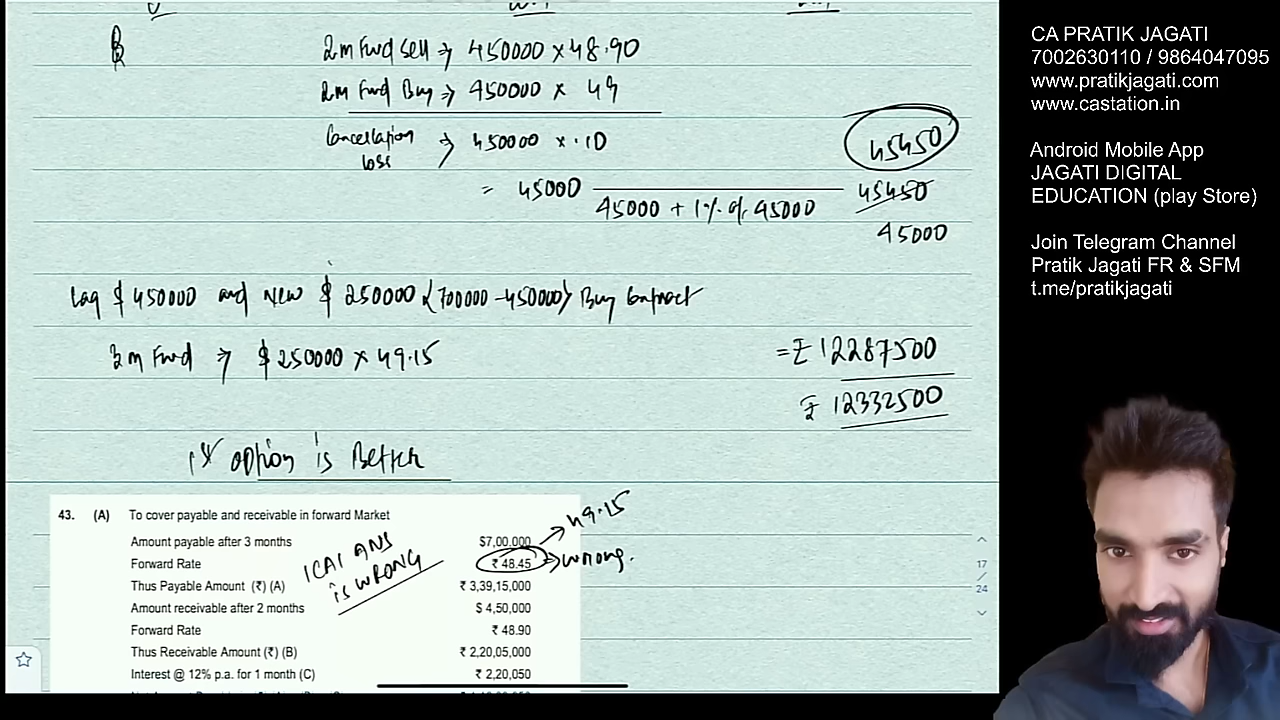 2m Fwd Sell → 450000 × 48.90
2m Fwd Buy → 450000 × 49
Cancellation loss → 450000 × .10
45450
= 45000
45000 + 1% of 45000
45450
45000
Lag $ 450000 and New $ 250000 (700000 - 450000) Buy Contract
3m Fwd → $ 250000 × 49.15
= ₹ 12287500
₹ 12332500
1st option is Better
43. (A) To cover payable and receivable in forward Market
Amount payable after 3 months $7,00,000
Forward Rate ₹ 48.45
→ 49.15
→ wrong.
ICAI ANS is WRONG
Thus Payable Amount (₹) (A) ₹ 3,39,15,000
Amount receivable after 2 months $ 4,50,000
Forward Rate ₹ 48.90
Thus Receivable Amount (₹) (B) ₹ 2,20,05,000
Interest @ 12% p.a. for 1 month (C) ₹ 2,20,050
17
/
24
CA PRATIK JAGATI
7002630110 / 9864047095
www.pratikjagati.com
www.castation.in
Android Mobile App
JAGATI DIGITAL
EDUCATION (play Store)
Join Telegram Channel
Pratik Jagati FR & SFM
t.me/pratikjagati